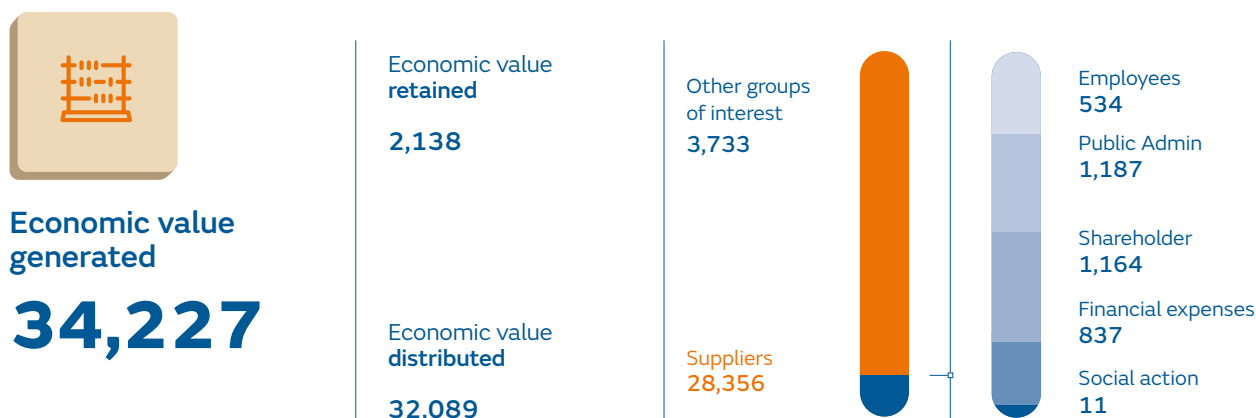 Economic value
generated
34,227
Economic value
retained
2,138
Economic value
distributed
32.089
Other groups
of interest
3,733
Suppliers
28,356
Employees
534
Public Admin
1,187
Shareholder
1,164
Financial expenses
837
Social action
11